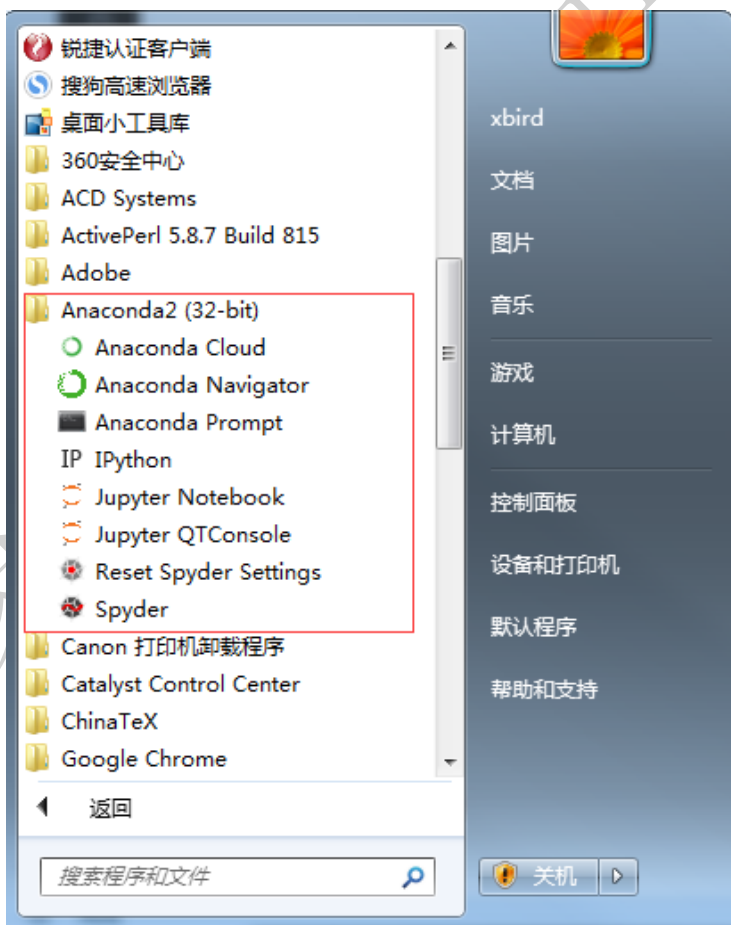 锐捷认证客户端
搜狗高速浏览器
桌面小工具库
360安全中心
ACD Systems
ActivePerl 5.8.7 Build 815
Adobe
Anaconda2 (32-bit)
Anaconda Cloud
Anaconda Navigator
Anaconda Prompt
IP IPython
Jupyter Notebook
Jupyter QTConsole
Reset Spyder Settings
Spyder
Canon 打印机卸载程序
Catalyst Control Center
ChinaTeX
Google Chrome
返回
搜索程序和文件
xbird
文档
图片
音乐
游戏
计算机
控制面板
设备和打印机
默认程序
帮助和支持
关机